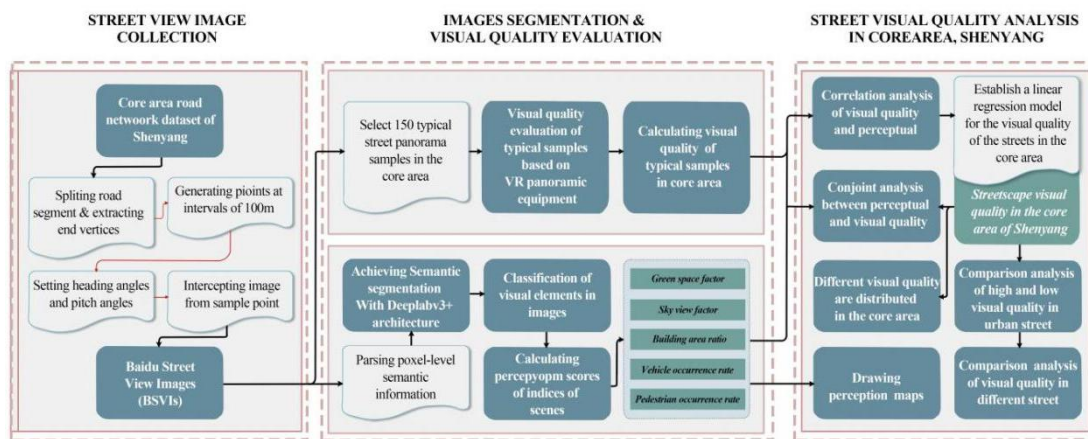 STREET VIEW IMAGE
COLLECTION
Core area road
netwoork dataset of
Shenyang
Spliting road
segment & extracting
end vertices
Generating pioints at
intervals of 100m
Setting heading angles
and pitch angles
Intercepting image
from sample point
Baidu Street
View Images
(BSVIs)
IMAGES SEGMENTATION &
VISUAL QUALITY EVALUATION
Select 150 typical
street panorama
samples in the
core area
Visual quality
evaluation of
typical samples
based on
VR panoramic
equipment
Calculating visual
quality of
typical samples
in core area
Achieving Semantic
segmentation
With Deeplabv3+
architecture
Classification of
visual elements in
images
Parsing poxel-level
semantic
information
Calculating
percepyopm scores
of indices of
scenes
Green space factor
Sky view factor
Building area ratio
Vehicle occurrence rate
Pedestrian occurrence rate
STREET VISUAL QUALITY ANALYSIS
IN COREAREA, SHENYANG
Correlation analysis
of visual quality
and perceptual
Establish a linear
regression model
for the visual quality
of the streets in the
core area
Conjoint analysis
between perceptual
and visual quality
Streetscape visual
quality in the core
area of Shenyang
Different visual quality
are distributed
in the core area
Comparison analysis
of high and low
visual quality in
urban street
Drawing
perception maps
Comparison analysis
of visual quality in
different street